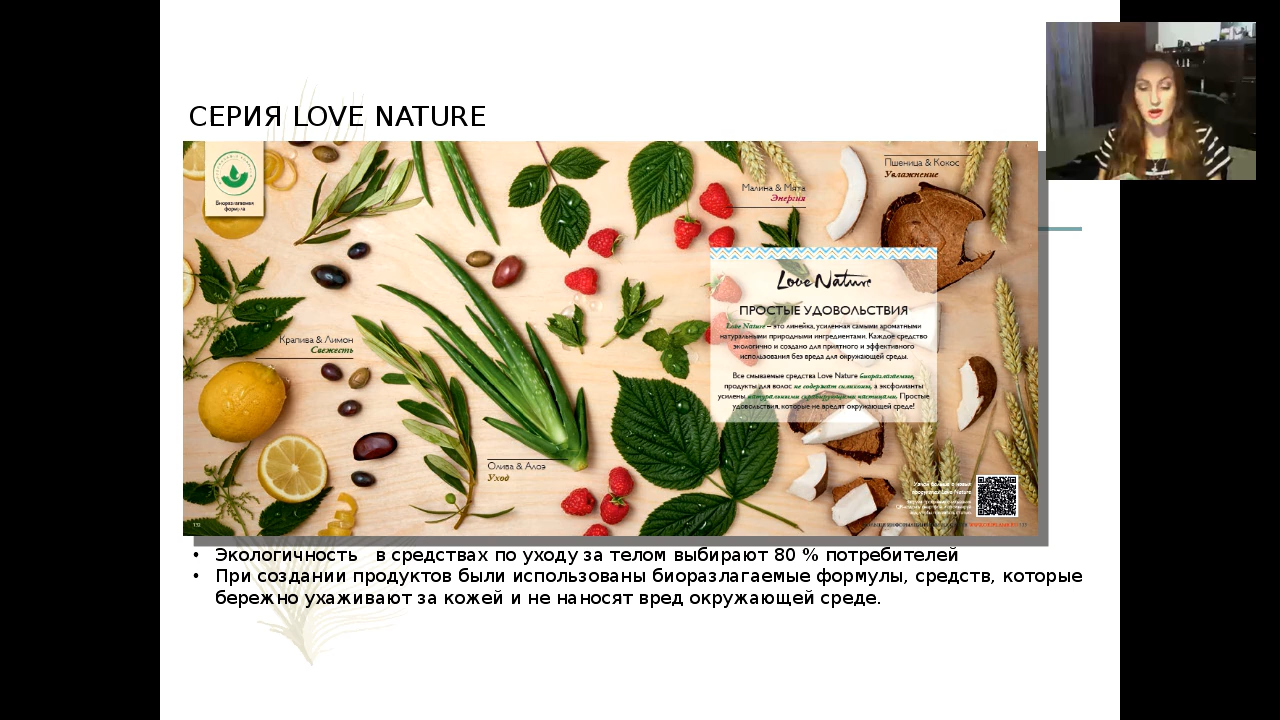 СЕРИЯ LOVE NATURE
Биоразлагаемая
формула
Пшеница & Кокос
Увлажнение
Малина & Мята
Энергия
Love Nature
ПРОСТЫЕ УДОВОЛЬСТВИЯ
Love Nature – это линейка, усиленная самыми ароматными
натуральными природными ингредиентами. Каждое средство
экологично и создано для приятного и эффективного
использования без вреда для окружающей среды.
Все смываемые средства Love Nature биоразлагаемые,
продукты для волос не содержат силиконы, а эксфолианты
усилены натуральными скрабирующими частицами. Простые
удовольствия, которые не вредят окружающей среде!
Крапива & Лимон
Свежесть
Олива & Алоэ
Уход
• Экологичность в средствах по уходу за телом выбирают 80 % потребителей
• При создании продуктов были использованы биоразлагаемые формулы, средств, которые
бережно ухаживают за кожей и не наносят вред окружающей среде.